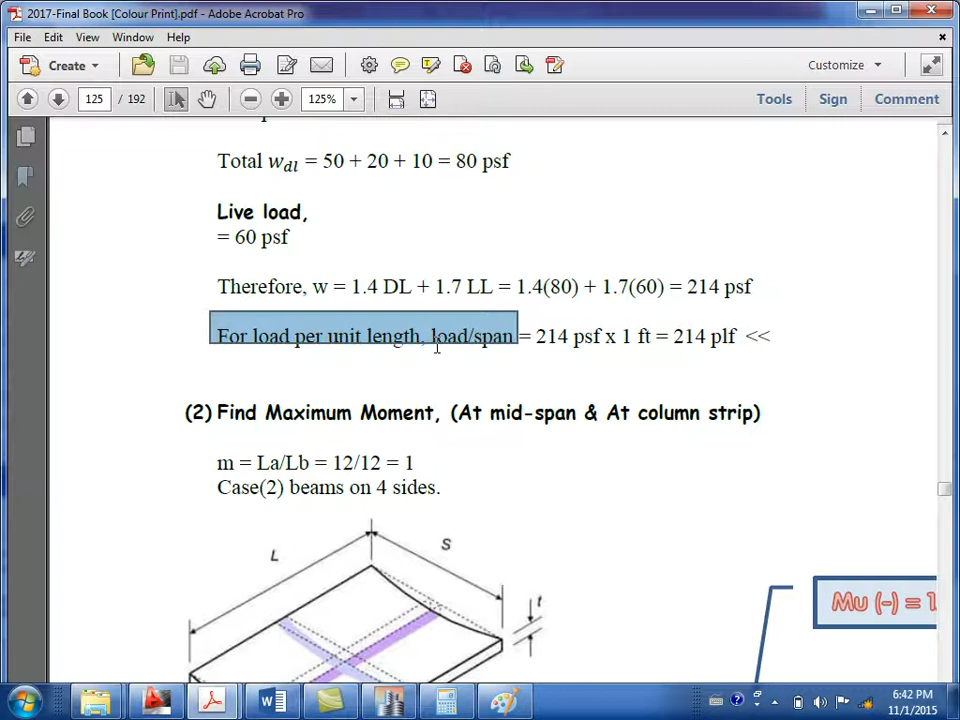 2017-Final Book [Colour Print].pdf - Adobe Acrobat Pro
File Edit View Window Help
Create
Customize
125 / 192
125%
Tools Sign Comment
Total w_dl = 50 + 20 + 10 = 80 psf
Live load,
= 60 psf
Therefore, w = 1.4 DL + 1.7 LL = 1.4(80) + 1.7(60) = 214 psf
For load per unit length, load/span = 214 psf x 1 ft = 214 plf <<
(2) Find Maximum Moment, (At mid-span & At column strip)
m = La/Lb = 12/12 = 1
Case(2) beams on 4 sides.
L
S
t
Mu (-) = 1
6:42 PM
11/1/2015